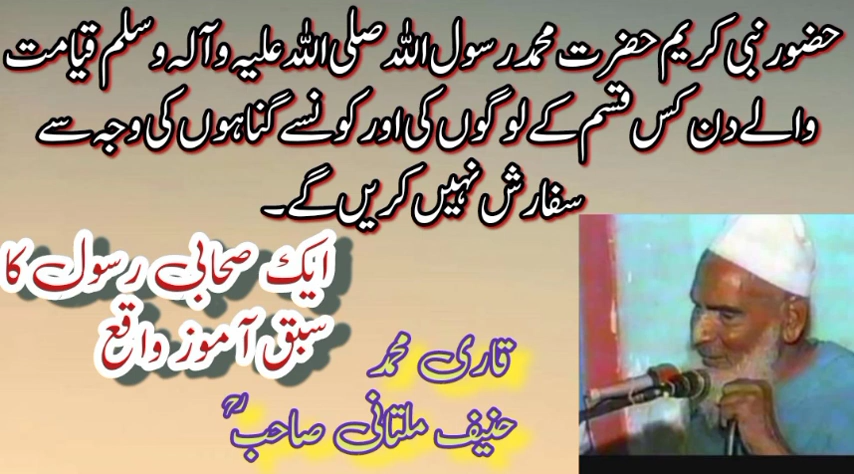 حضور نبی کریم حضرت محمد رسول اللہ صلی اللہ علیہ وآلہ وسلم قیامت
والے دن کس قسم کے لوگوں کی اور کونسے گناہوں کی وجہ سے
سفارش نہیں کریں گے۔
ایک صحابی رسول کا
سبق آموز واقع
قاری محمد
حنیف ملتانی صاحبؒ